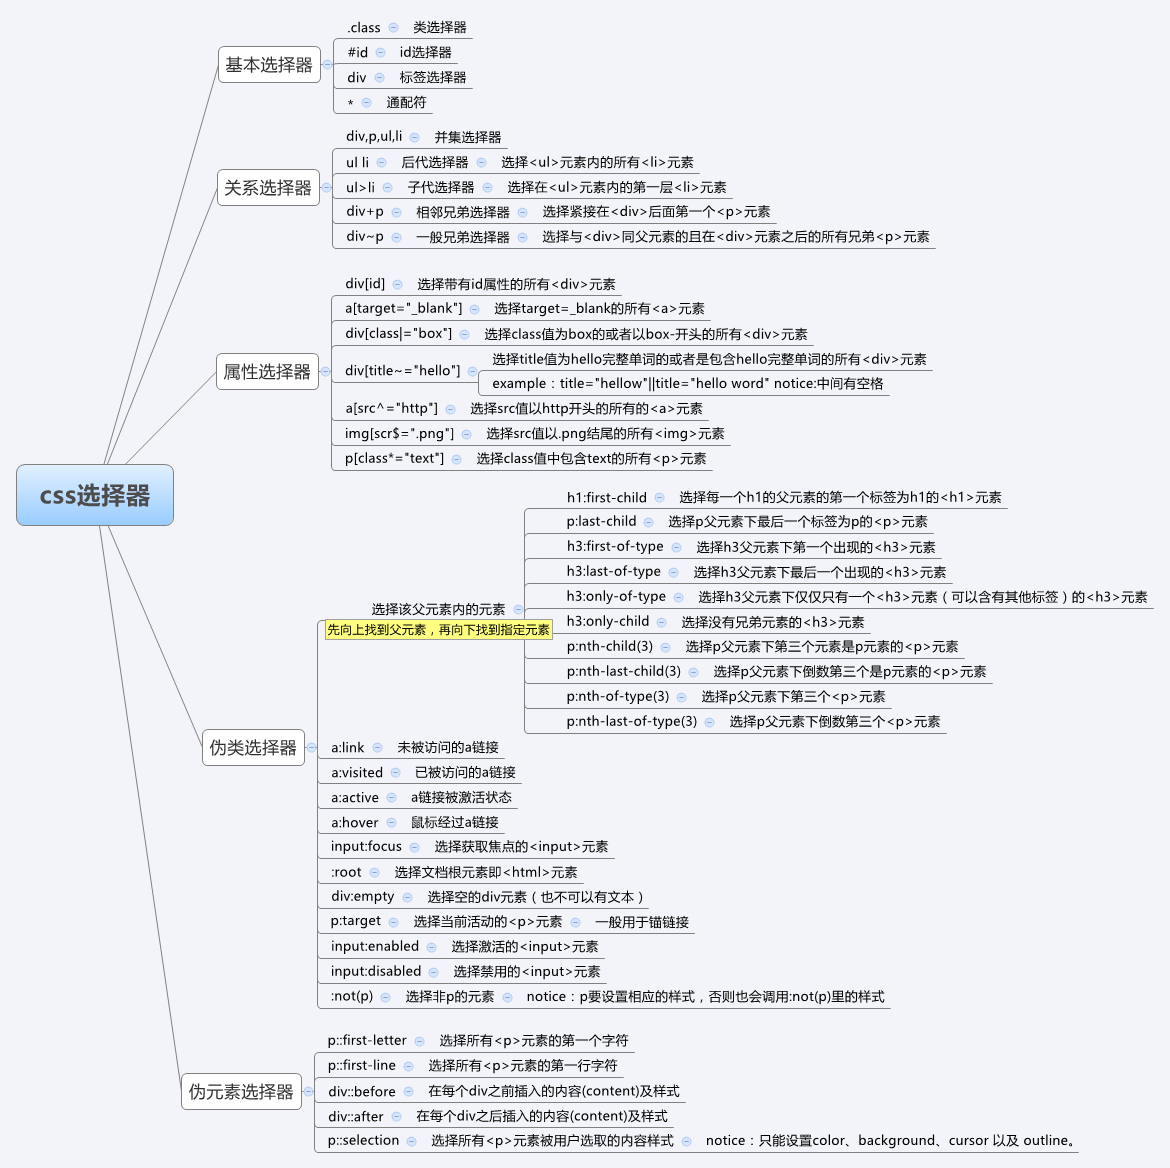 css选择器
基本选择器
.class 类选择器
#id id选择器
div 标签选择器
* 通配符
关系选择器
div,p,ul,li 并集选择器
ul li 后代选择器 选择<ul>元素内的所有<li>元素
ul>li 子代选择器 选择在<ul>元素内的第一层<li>元素
div+p 相邻兄弟选择器 选择紧接在<div>后面第一个<p>元素
div~p 一般兄弟选择器 选择与<div>同父元素的且在<div>元素之后的所有兄弟<p>元素
属性选择器
div[id] 选择带有id属性的所有<div>元素
a[target="_blank"] 选择target=_blank的所有<a>元素
div[class|="box"] 选择class值为box的或者以box-开头的所有<div>元素
div[title~="hello"] 选择title值为hello完整单词的或者是包含hello完整单词的所有<div>元素
example：title="hellow"||title="hello word" notice:中间有空格
a[src^="http"] 选择src值以http开头的所有的<a>元素
img[scr$=".png"] 选择src值以.png结尾的所有<img>元素
p[class*="text"] 选择class值中包含text的所有<p>元素
伪类选择器
选择该父元素内的元素
先向上找到父元素，再向下找到指定元素
h1:first-child 选择每一个h1的父元素的第一个标签为h1的<h1>元素
p:last-child 选择p父元素下最后一个标签为p的<p>元素
h3:first-of-type 选择h3父元素下第一个出现的<h3>元素
h3:last-of-type 选择h3父元素下最后一个出现的<h3>元素
h3:only-of-type 选择h3父元素下仅仅只有一个<h3>元素（可以含有其他标签）的<h3>元素
h3:only-child 选择没有兄弟元素的<h3>元素
p:nth-child(3) 选择p父元素下第三个元素是p元素的<p>元素
p:nth-last-child(3) 选择p父元素下倒数第三个是p元素的<p>元素
p:nth-of-type(3) 选择p父元素下第三个<p>元素
p:nth-last-of-type(3) 选择p父元素下倒数第三个<p>元素
a:link 未被访问的a链接
a:visited 已被访问的a链接
a:active a链接被激活状态
a:hover 鼠标经过a链接
input:focus 选择获取焦点的<input>元素
:root 选择文档根元素即<html>元素
div:empty 选择空的div元素（也不可以有文本）
p:target 选择当前活动的<p>元素 一般用于锚链接
input:enabled 选择激活的<input>元素
input:disabled 选择禁用的<input>元素
:not(p) 选择非p的元素 notice：p要设置相应的样式，否则也会调用:not(p)里的样式
伪元素选择器
p::first-letter 选择所有<p>元素的第一个字符
p::first-line 选择所有<p>元素的第一行字符
div::before 在每个div之前插入的内容(content)及样式
div::after 在每个div之后插入的内容(content)及样式
p::selection 选择所有<p>元素被用户选取的内容样式 notice：只能设置color、background、cursor 以及 outline。